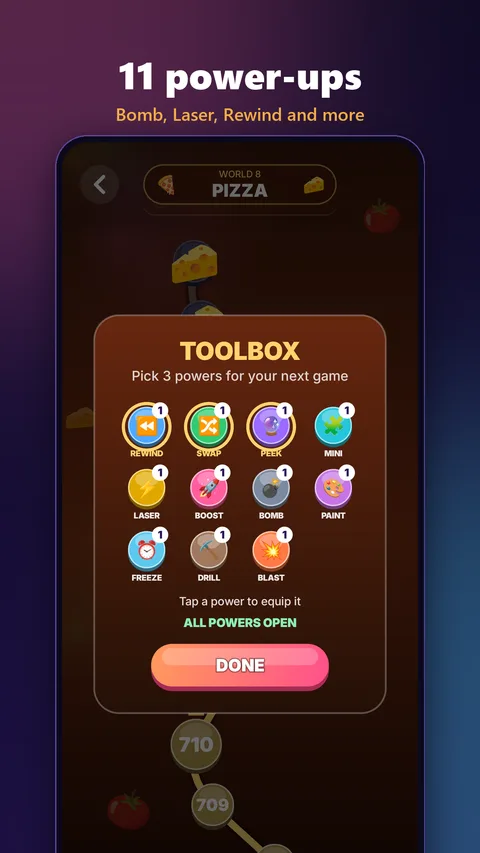 11 power-ups
Bomb, Laser, Rewind and more
WORLD 8
PIZZA
TOOLBOX
Pick 3 powers for your next game
1 1 1 1
REWIND SWAP PEEK MINI
1 1 1 1
LASER BOOST BOMB PAINT
1 1 1
FREEZE DRILL BLAST
Tap a power to equip it
ALL POWERS OPEN
DONE
710
709